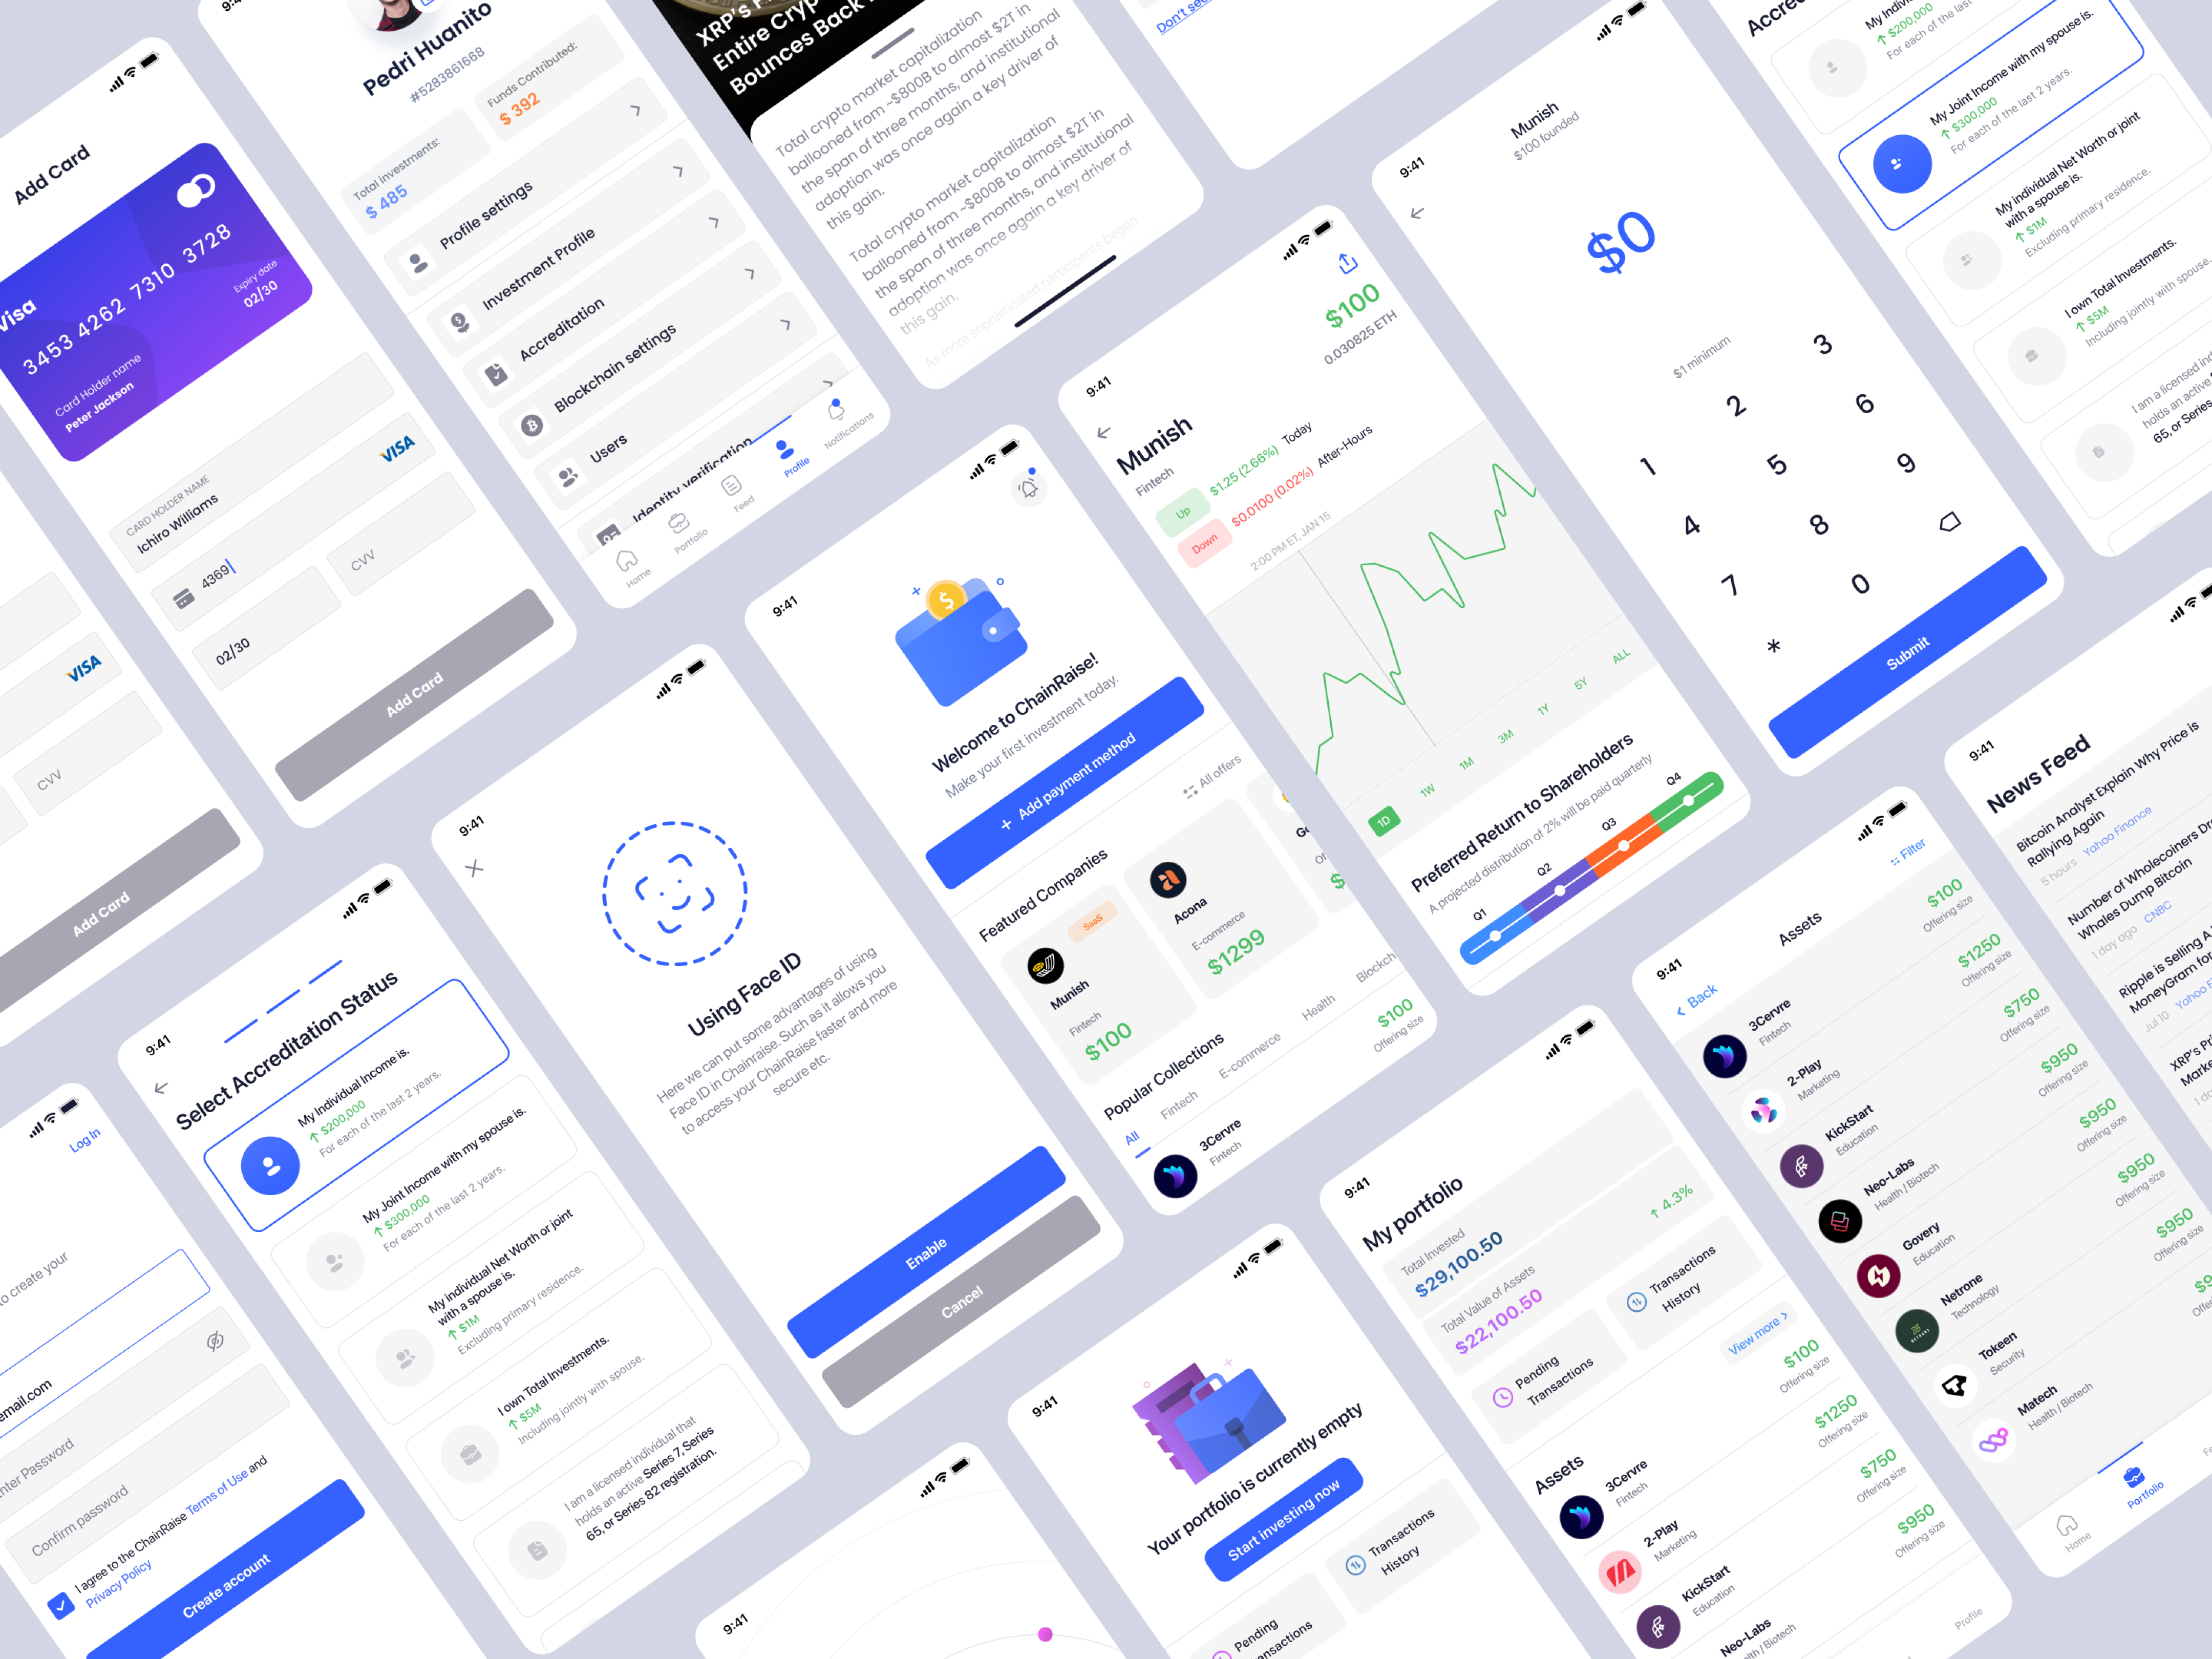 Add Card
Visa
3453 4262 7310 3728
Card Holder name
Peter Jackson
Expiry date
02/30
CARD HOLDER NAME
Ichiro Williams
4369
VISA
02/30
CVV
Add Card
VISA
CVV
Add Card
Pedri Huanito
#5283861668
Total investments:
$ 485
Funds Contributed:
$ 392
Profile settings
Investment Profile
Accreditation
Blockchain settings
Users
Identity verification
Home
Portfolio
Feed
Profile
Notifications
XRP's
Entire
Bounces Back
Total crypto market capitalization
ballooned from ~$800B to almost $2T in
the span of three months, and institutional
adoption was once again a key driver of
this gain.
Total crypto market capitalization
ballooned from ~$800B to almost $2T in
the span of three months, and institutional
adoption was once again a key driver of
this gain.
As more sophisticated participants began
Don't
9:41
Munish
$100 founded
$0
$1 minimum
1
2
3
4
5
6
7
8
9
*
0
Submit
$200,000
For each of the last
My Joint Income with my spouse is.
$300,000
For each of the last 2 years.
My individual Net Worth or joint
with a spouse is.
$1M
Excluding primary residence.
I own Total Investments.
$5M
Including jointly with spouse.
I am a licensed
holds an active
65, or Series
9:41
Munish
Fintech
$100
0.030825 ETH
Up
$1.25 (2.66%) Today
Down
$0.0100 (0.02%) After-Hours
2:00 PM ET, JAN 15
1D
1W
1M
3M
1Y
5Y
ALL
Preferred Return to Shareholders
A projected distribution of 2% will be paid quarterly
Q1
Q2
Q3
Q4
9:41
Welcome to ChainRaise!
Make your first investment today.
+ Add payment method
Featured Companies
All offers
SaaS
Munish
Fintech
$100
Acona
E-commerce
$1299
Popular Collections
All
Fintech
E-commerce
Health
3Cervre
Fintech
$100
Offering size
9:41
Using Face ID
Here we can put some advantages of using
Face ID in Chainraise. Such as it allows you
to access your ChainRaise faster and more
secure etc.
Enable
Cancel
9:41
Select Accreditation Status
My Individual Income is.
$200,000
For each of the last 2 years.
My Joint Income with my spouse is.
$300,000
For each of the last 2 years.
My individual Net Worth or joint
with a spouse is.
$1M
Excluding primary residence.
I own Total Investments.
$5M
Including jointly with spouse.
I am a licensed individual that
holds an active Series 7, Series
65, or Series 82 registration.
Log In
to create your
email.com
Password
Confirm password
I agree to the ChainRaise Terms of Use and
Privacy Policy
Create account
9:41
9:41
Your portfolio is currently empty
Start investing now
Pending
Transactions
History
9:41
My portfolio
Total Invested
$29,100.50
Total Value of Assets
$22,100.50
4.3%
Pending
Transactions
Transactions
History
Assets
View more
3Cervre
Fintech
$100
Offering size
2-Play
Marketing
$1250
Offering size
KickStart
Education
$750
Offering size
Neo-Labs
Biotech
$950
Offering size
Profile
9:41
Back
Assets
Filter
3Cervre
Fintech
$100
Offering size
2-Play
Marketing
$1250
Offering size
KickStart
Education
$750
Offering size
Neo-Labs
Health / Biotech
$950
Offering size
Govery
Education
$950
Offering size
Netrone
Technology
$950
Offering size
Tokeen
Security
$950
Offering size
Matech
Health / Biotech
Home
Portfolio
9:41
News Feed
Bitcoin Analyst Explain Why Price is
Rallying Again
5 hours Yahoo Finance
Number of Wholecoiners
Whales Dump Bitcoin
1 day ago CNBC
Ripple is Selling
MoneyGram for
Jul 10 Yahoo
XRP's